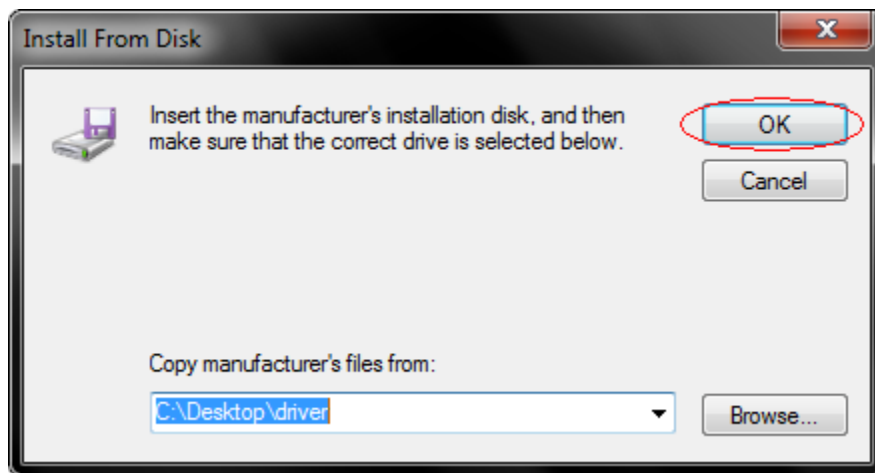 Install From Disk
Insert the manufacturer's installation disk, and then
make sure that the correct drive is selected below.
OK
Cancel
Copy manufacturer's files from:
C:\Desktop\driver
Browse...